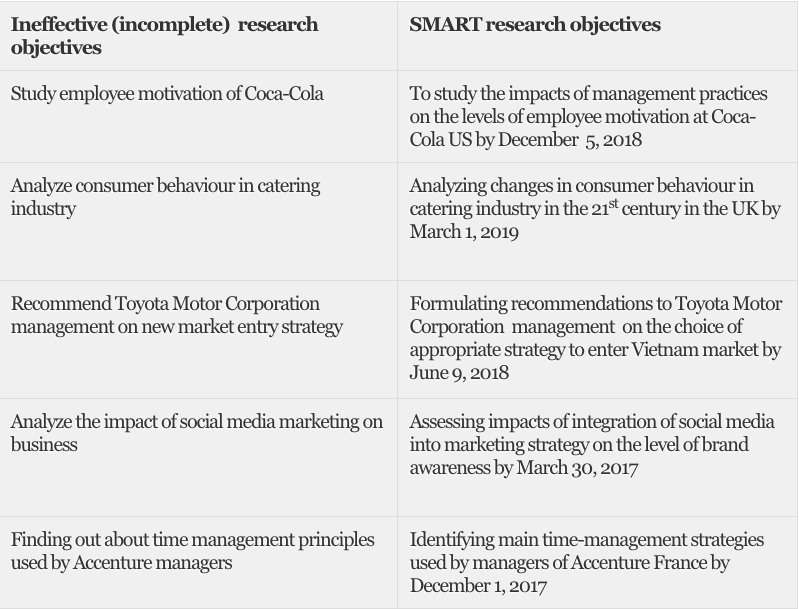 Ineffective (incomplete)  research
objectives
SMART research objectives
Study employee motivation of Coca-Cola
To study the impacts of management practices
on the levels of employee motivation at Coca-
Cola US by December  5, 2018
Analyze consumer behaviour in catering
industry
Analyzing changes in consumer behaviour in
catering industry in the 21st century in the UK by
March 1, 2019
Recommend Toyota Motor Corporation
management on new market entry strategy
Formulating recommendations to Toyota Motor
Corporation  management  on the choice of
appropriate strategy to enter Vietnam market by
June 9, 2018
Analyze the impact of social media marketing on
business
Assessing impacts of integration of social media
into marketing strategy on the level of brand
awareness by March 30, 2017
Finding out about time management principles
used by Accenture managers
Identifying main time-management strategies
used by managers of Accenture France by
December 1, 2017